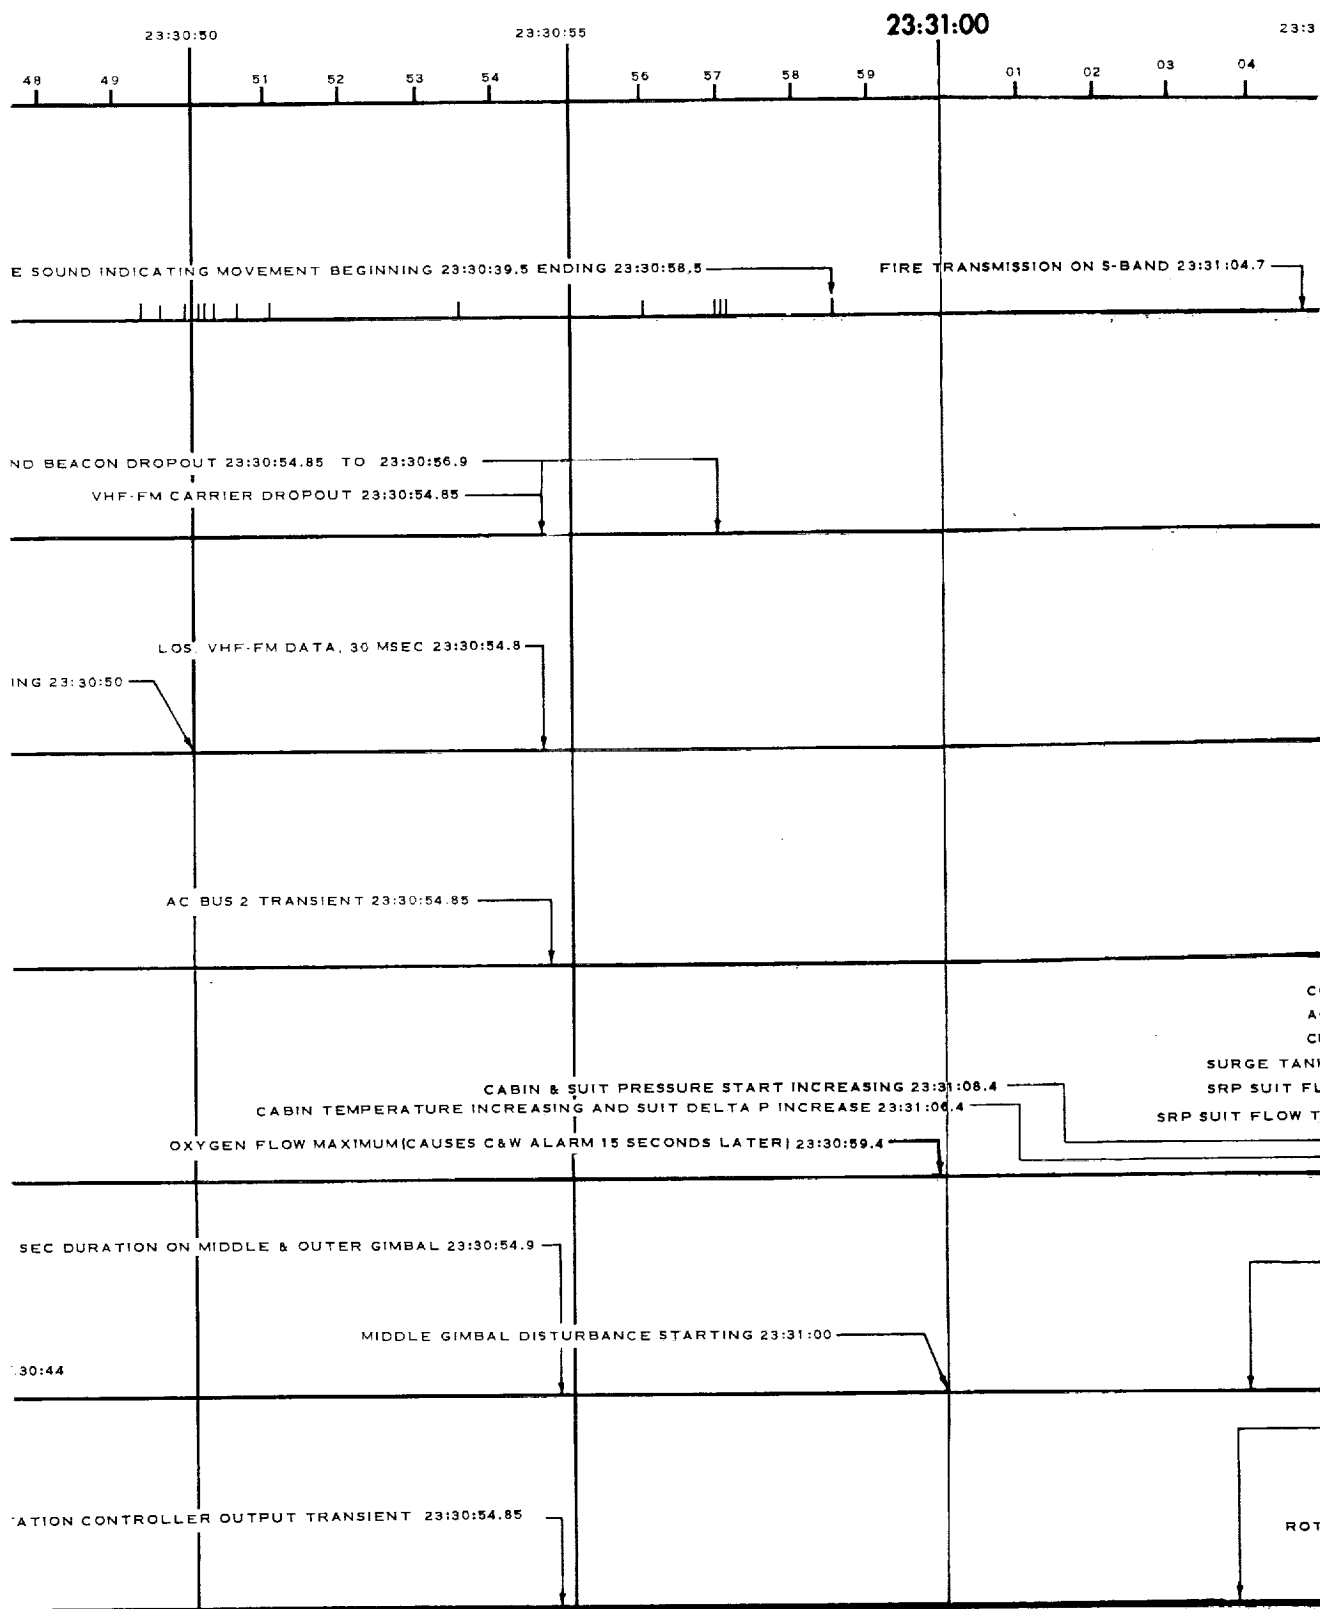 23:30:50 23:30:55 23:31:00 23:3
48 49 51 52 53 54 56 57 58 59 01 02 03 04
E SOUND INDICATING MOVEMENT BEGINNING 23:30:39.5 ENDING 23:30:58.5
FIRE TRANSMISSION ON S-BAND 23:31:04.7
ND BEACON DROPOUT 23:30:54.85 TO 23:30:56.9
VHF-FM CARRIER DROPOUT 23:30:54.85
LOS. VHF-FM DATA, 30 MSEC 23:30:54.8
ING 23:30:50
AC BUS 2 TRANSIENT 23:30:54.85
C
A
C
SURGE TAN
CABIN & SUIT PRESSURE START INCREASING 23:31:08.4
SRP SUIT FL
CABIN TEMPERATURE INCREASING AND SUIT DELTA P INCREASE 23:31:06.4
SRP SUIT FLOW T
OXYGEN FLOW MAXIMUM (CAUSES C&W ALARM 15 SECONDS LATER) 23:30:59.4
SEC DURATION ON MIDDLE & OUTER GIMBAL 23:30:54.9
MIDDLE GIMBAL DISTURBANCE STARTING 23:31:00
:30:44
ATION CONTROLLER OUTPUT TRANSIENT 23:30:54.85
ROT